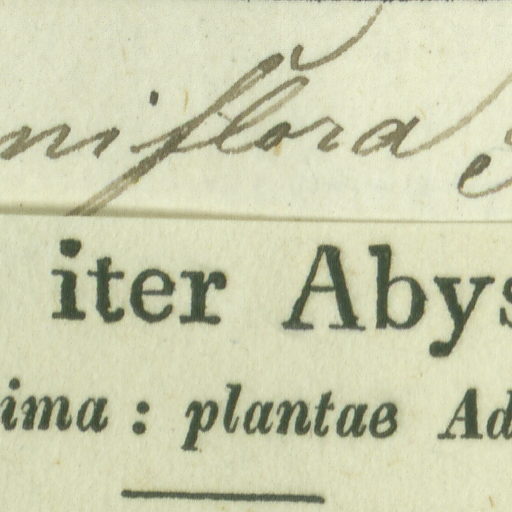 niflora
iter Abys
ima : plantae Ad